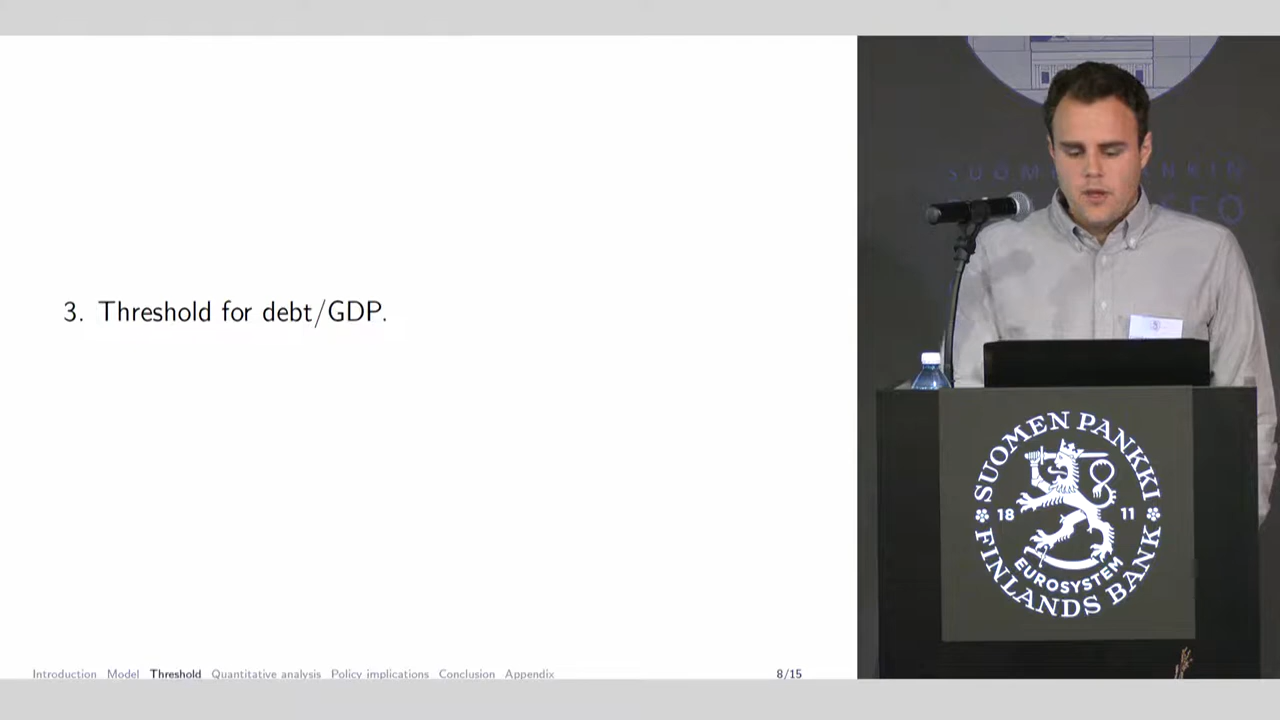 3. Threshold for debt/GDP.
Introduction Model Threshold Quantitative analysis Policy implications Conclusion Appendix
8/15
SUOMEN PANKKI
18 11
EUROSYSTEM
FINLANDS BANK